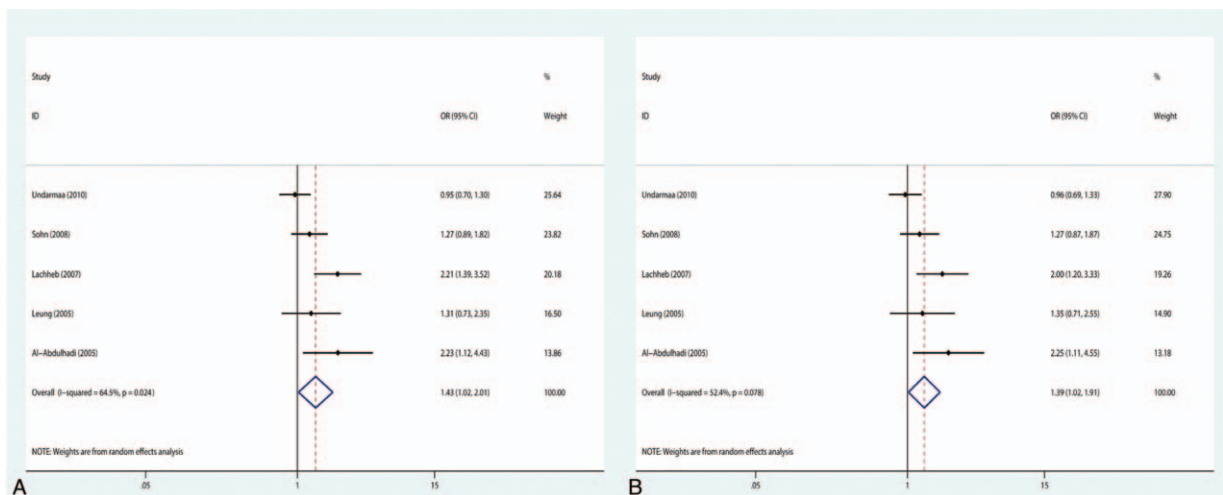 Study %
ID OR (95% CI) Weight
Undarmaa (2010) 0.95 (0.70, 1.30) 25.64
Sohn (2008) 1.27 (0.89, 1.82) 23.82
Lachheb (2007) 2.21 (1.39, 3.52) 20.18
Leung (2005) 1.31 (0.73, 2.35) 16.50
Al-Abdulhadi (2005) 2.23 (1.12, 4.43) 13.86
Overall (I-squared = 64.5%, p = 0.024) 1.43 (1.02, 2.01) 100.00
NOTE: Weights are from random effects analysis
A .05 1 15
Study %
ID OR (95% CI) Weight
Undarmaa (2010) 0.96 (0.69, 1.33) 27.90
Sohn (2008) 1.27 (0.87, 1.87) 24.75
Lachheb (2007) 2.00 (1.20, 3.33) 19.26
Leung (2005) 1.35 (0.71, 2.55) 14.90
Al-Abdulhadi (2005) 2.25 (1.11, 4.55) 13.18
Overall (I-squared = 52.4%, p = 0.078) 1.39 (1.02, 1.91) 100.00
NOTE: Weights are from random effects analysis
B .05 1 15